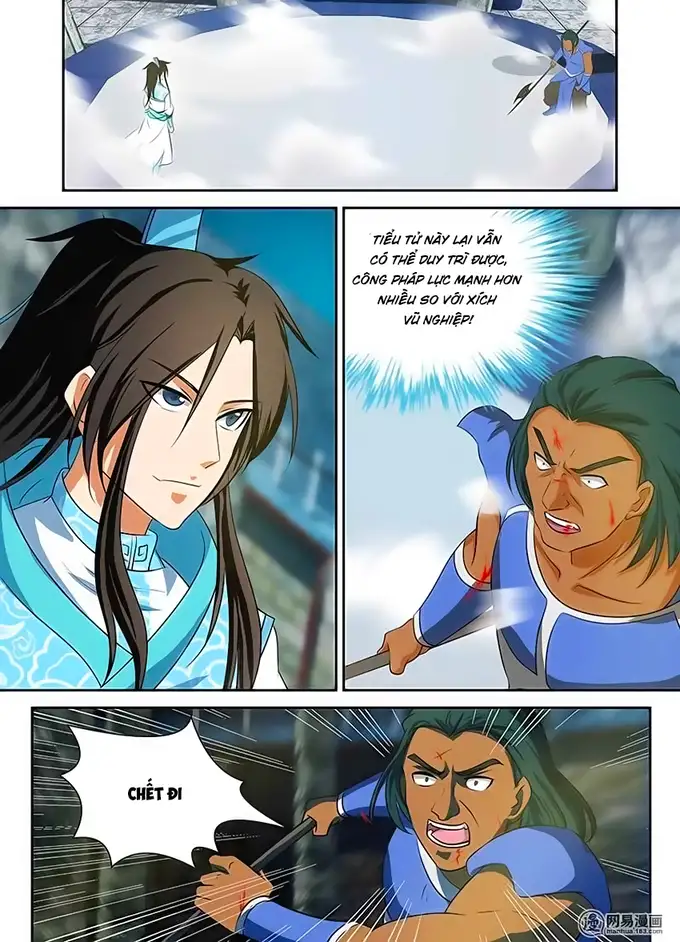 TIỂU TỬ NÀY LẠI VẪN
CÓ THỂ DUY TRÌ ĐƯỢC,
CÔNG PHÁP LỰC MẠNH HƠN
NHIỀU SO VỚI XÍCH
VŨ NGHIỆP!
CHẾT ĐI
網易漫画
manhua.163.com